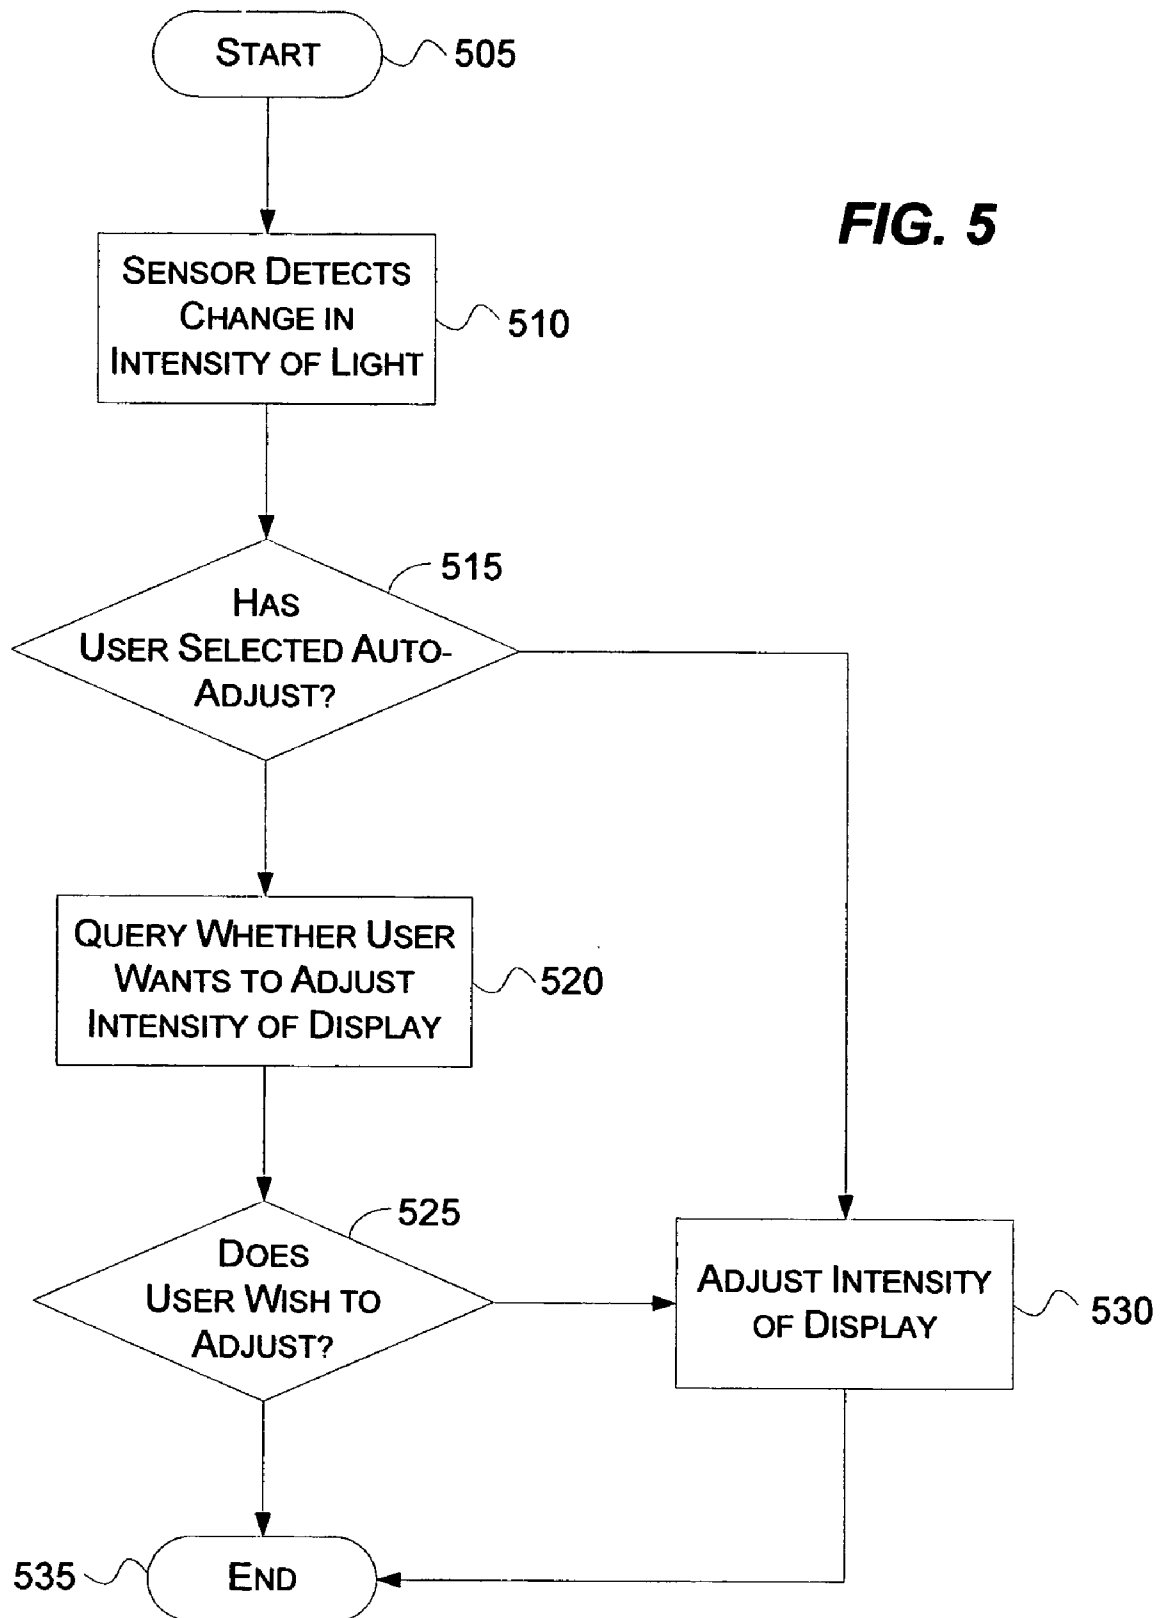 START
505
FIG. 5
SENSOR DETECTS
CHANGE IN
INTENSITY OF LIGHT
510
515
HAS
USER SELECTED AUTO-
ADJUST?
QUERY WHETHER USER
WANTS TO ADJUST
INTENSITY OF DISPLAY
520
525
DOES
USER WISH TO
ADJUST?
ADJUST INTENSITY
OF DISPLAY
530
535
END